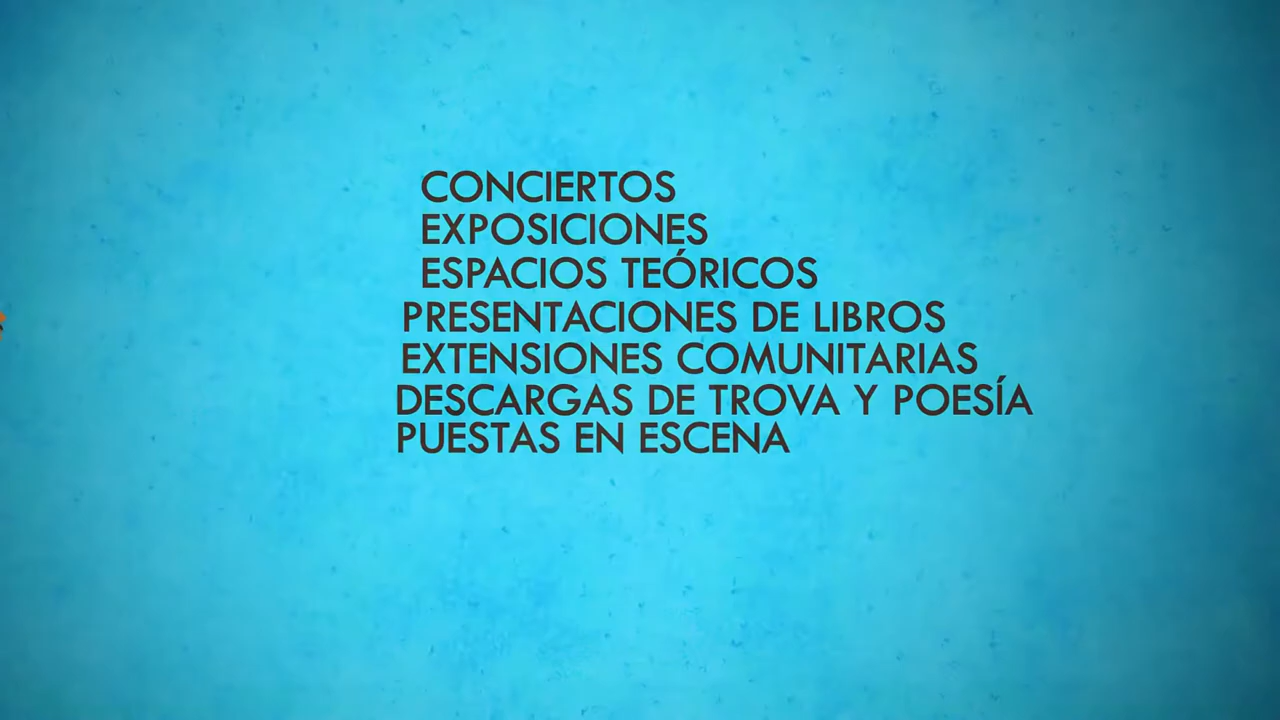 CONCIERTOS
EXPOSICIONES
ESPACIOS TEÓRICOS
PRESENTACIONES DE LIBROS
EXTENSIONES COMUNITARIAS
DESCARGAS DE TROVA Y POESÍA
PUESTAS EN ESCENA